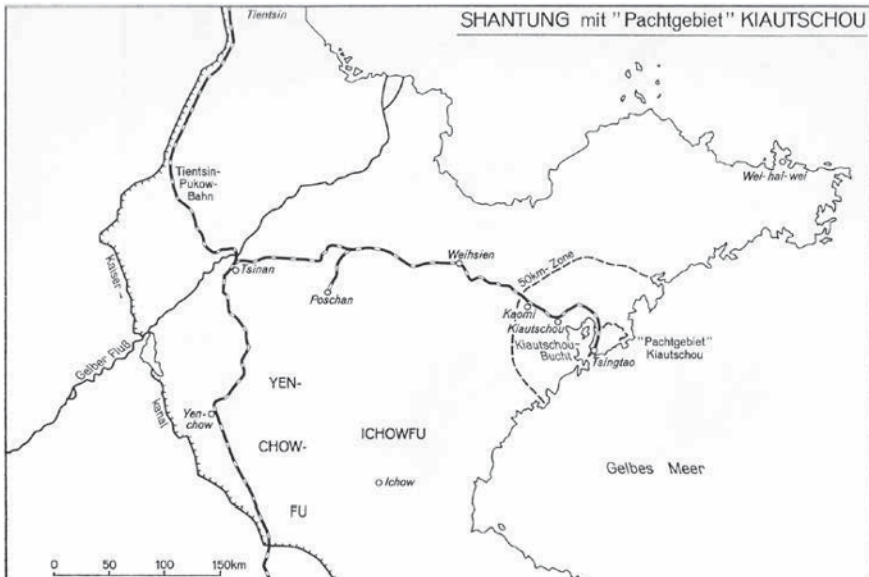 Tientsin
SHANTUNG mit "Pachtgebiet" KIAUTSCHOU
Wei-hai-wei
Tientsin-
Pukow-
Bahn
Kaiser-
Tsinan
Weihsien
50km-Zone
Poschan
Kaomi
Kiautschou
Kiautschou-
Bucht
"Pachtgebiet"
Kiautschou
Tsingtao
Gelber Fluß
kanal
YEN-
Yen-
chow
CHOW-
ICHOWFU
Gelbes Meer
Ichow
FU
0 50 100 150km